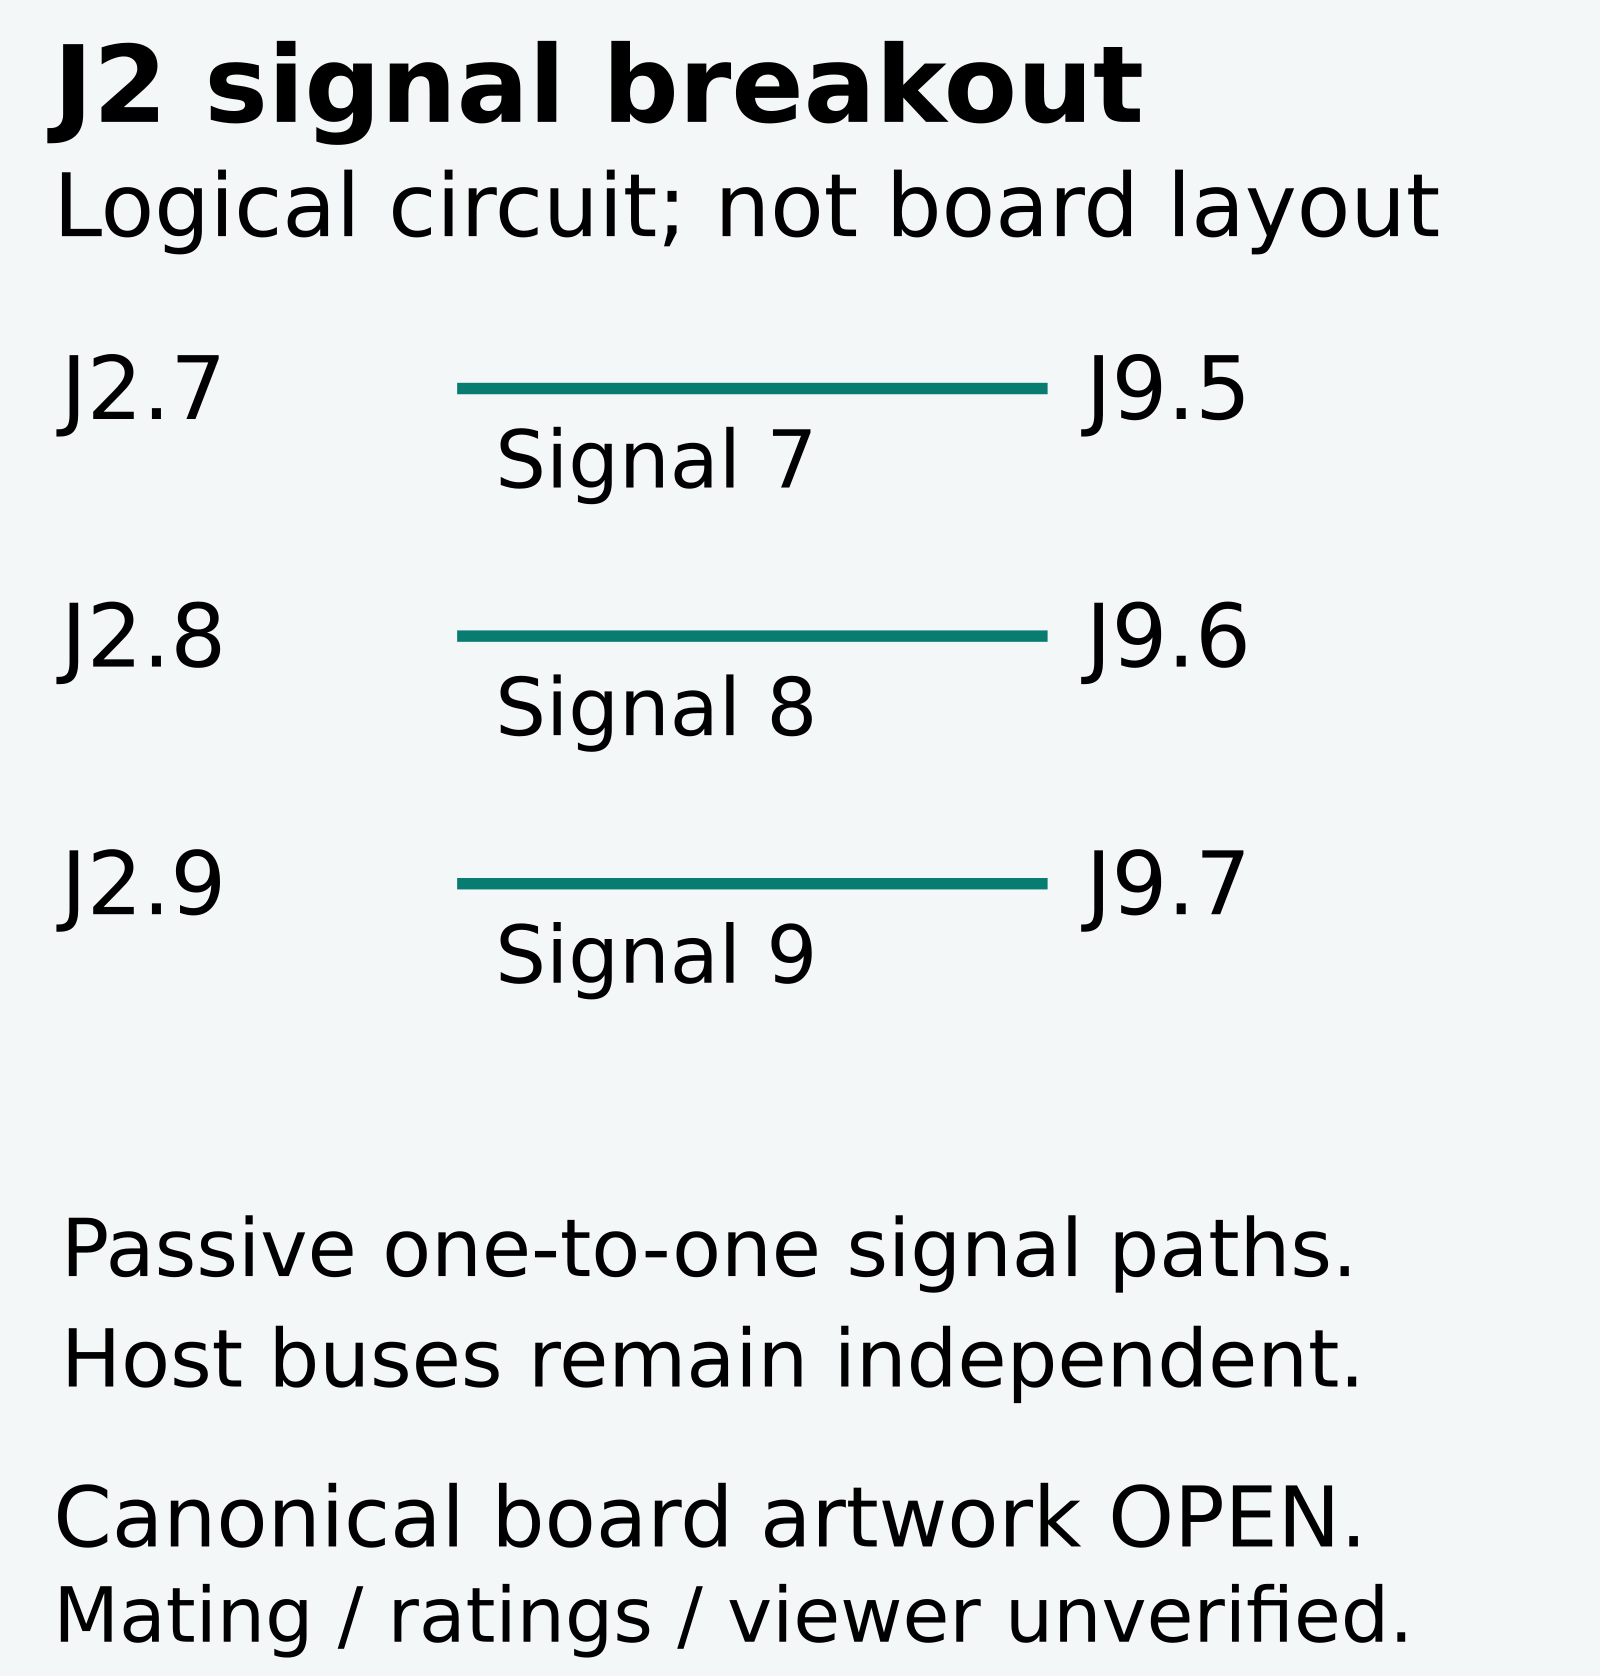 J2 signal breakout
Logical circuit; not board layout
J2.7 J9.5
Signal 7
J2.8 J9.6
Signal 8
J2.9 J9.7
Signal 9
Passive one-to-one signal paths.
Host buses remain independent.
Canonical board artwork OPEN.
Mating / ratings / viewer unverified.